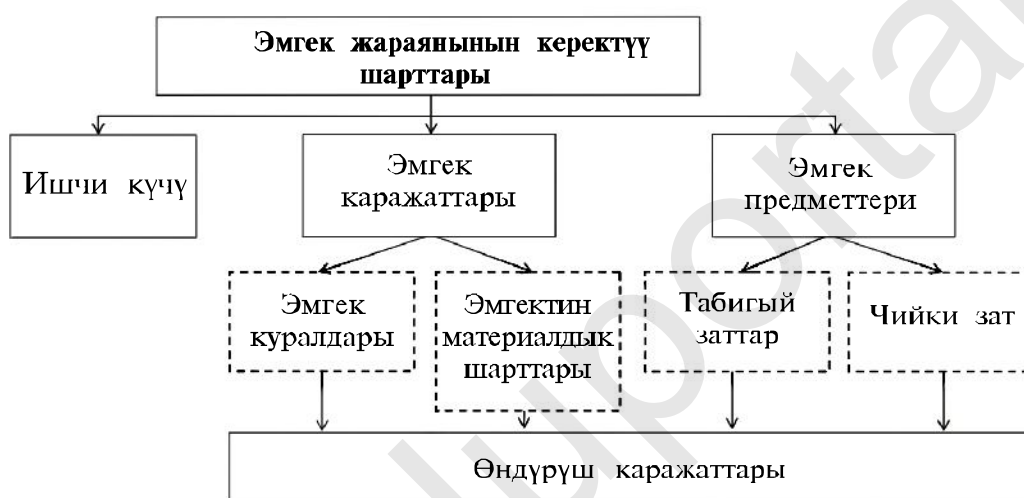 Эмгек жараянынын керектүү
шарттары
Ишчи күчү
Эмгек
каражаттары
Эмгек
предметтери
Эмгек
куралдары
Эмгектин
материалдык
шарттары
Табигый
заттар
Чийки зат
Өндүрүш каражаттары